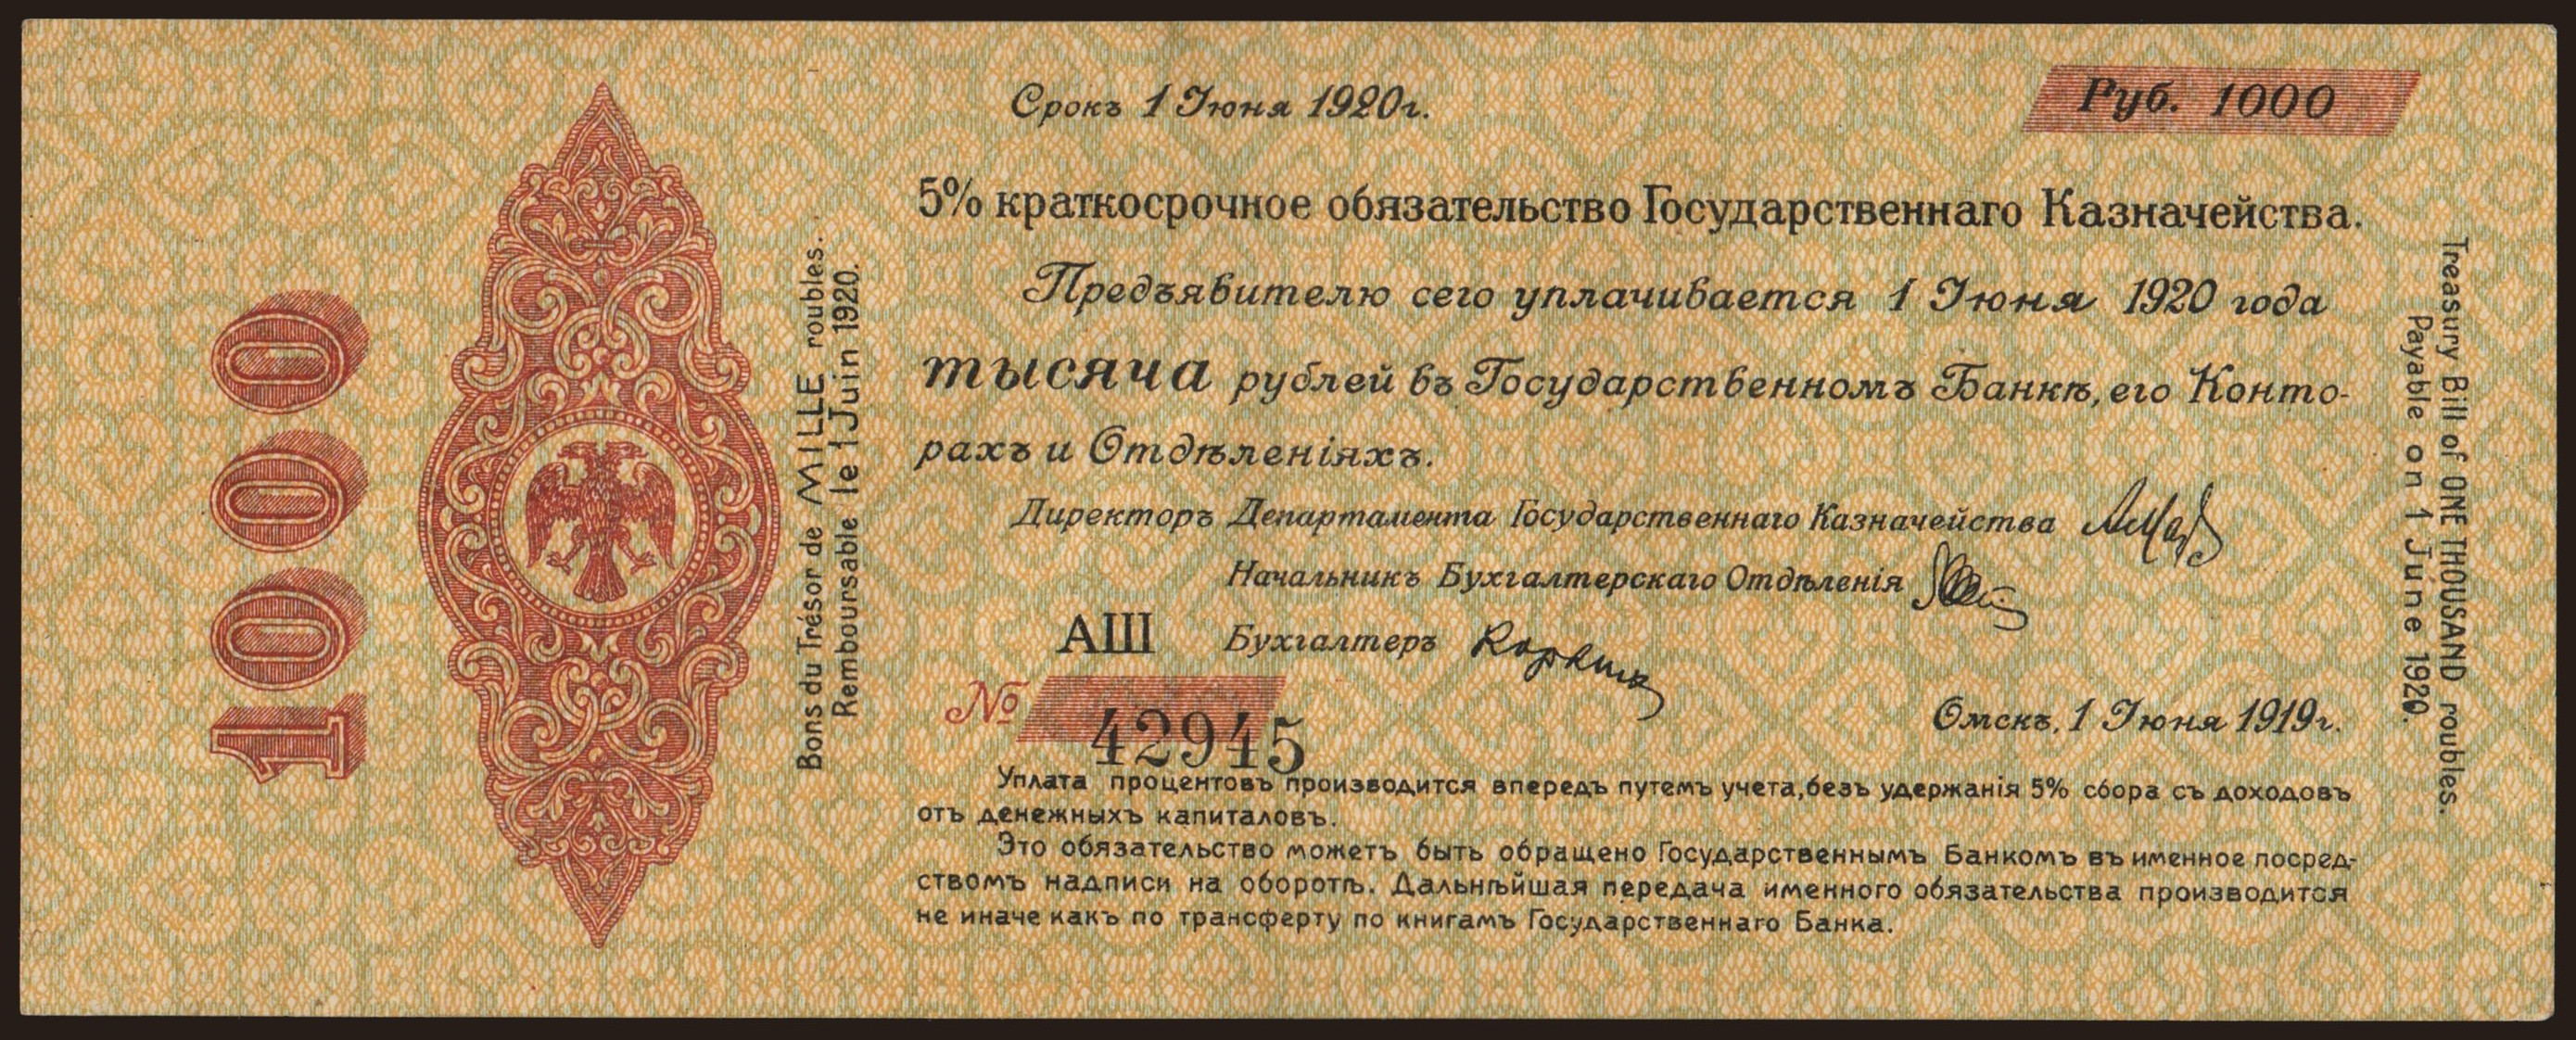 1000
Bons du Trésor de MILLE roubles.
Remboursable le 1 Juin 1920.
Срокъ 1 Июня 1920г.
Руб. 1000
5% краткосрочное обязательство Государственнаго Казначейства.
Предъявителю сего уплачивается 1 Июня 1920 года
тысяча рублей въ Государственномъ Банкѣ, его Конто-
рахъ и Отдѣленіяхъ.
Директоръ Департамента Государственнаго Казначейства
Начальникъ Бухгалтерскаго Отдѣленія
АШ Бухгалтеръ
№ 42945
Омскъ, 1 Июня 1919г.
Уплата процентовъ производится впередъ путемъ учета, безъ удержанія 5% сбора съ доходовъ
отъ денежныхъ капиталовъ.
Это обязательство можетъ быть обращено Государственнымъ Банкомъ въ именное посред-
ствомъ надписи на оборотѣ. Дальнѣйшая передача именного обязательства производится
не иначе какъ по трансферту по книгамъ Государственнаго Банка.
Treasury Bill of ONE THOUSAND roubles.
Payable on 1 June 1920.